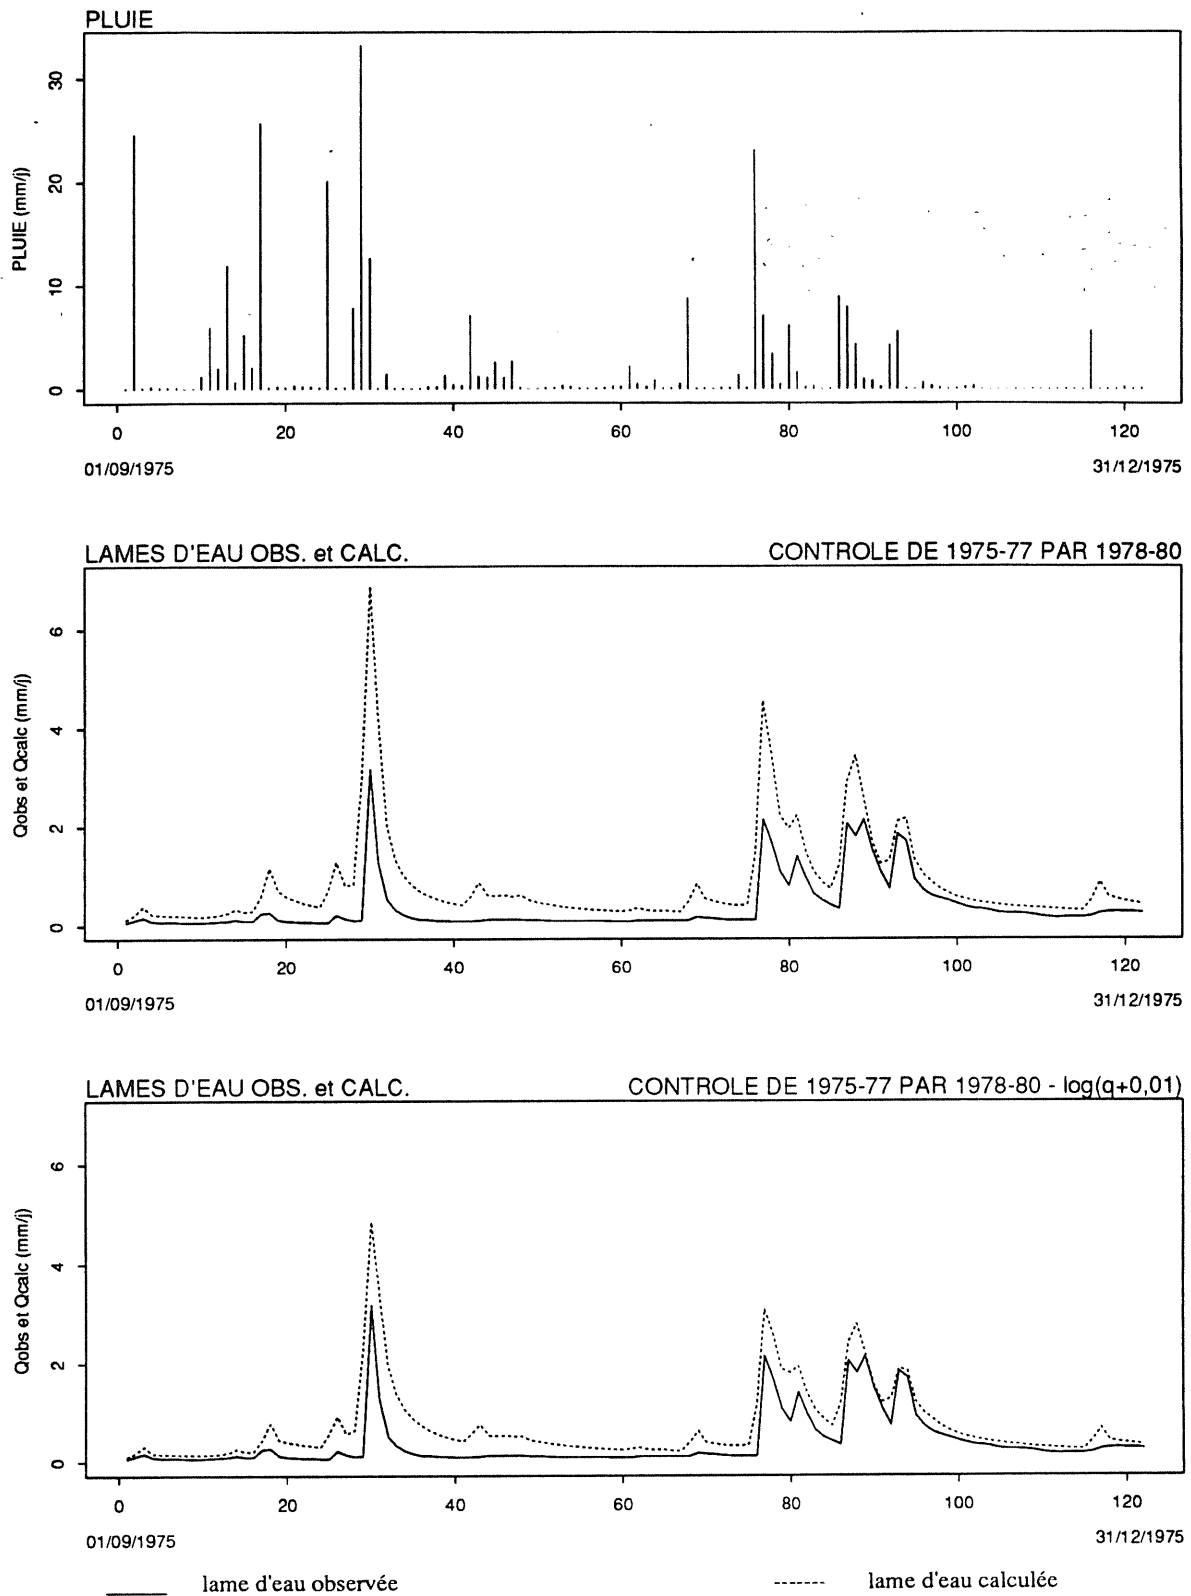 PLUIE
PLUIE (mm/j)
30
20
10
0
0 20 40 60 80 100 120
01/09/1975 31/12/1975
LAMES D'EAU OBS. et CALC. CONTROLE DE 1975-77 PAR 1978-80
Qobs et Qcalc (mm/j)
6
4
2
0
0 20 40 60 80 100 120
01/09/1975 31/12/1975
LAMES D'EAU OBS. et CALC. CONTROLE DE 1975-77 PAR 1978-80 - log(q+0,01)
Qobs et Qcalc (mm/j)
6
4
2
0
0 20 40 60 80 100 120
01/09/1975 31/12/1975
lame d'eau observée lame d'eau calculée